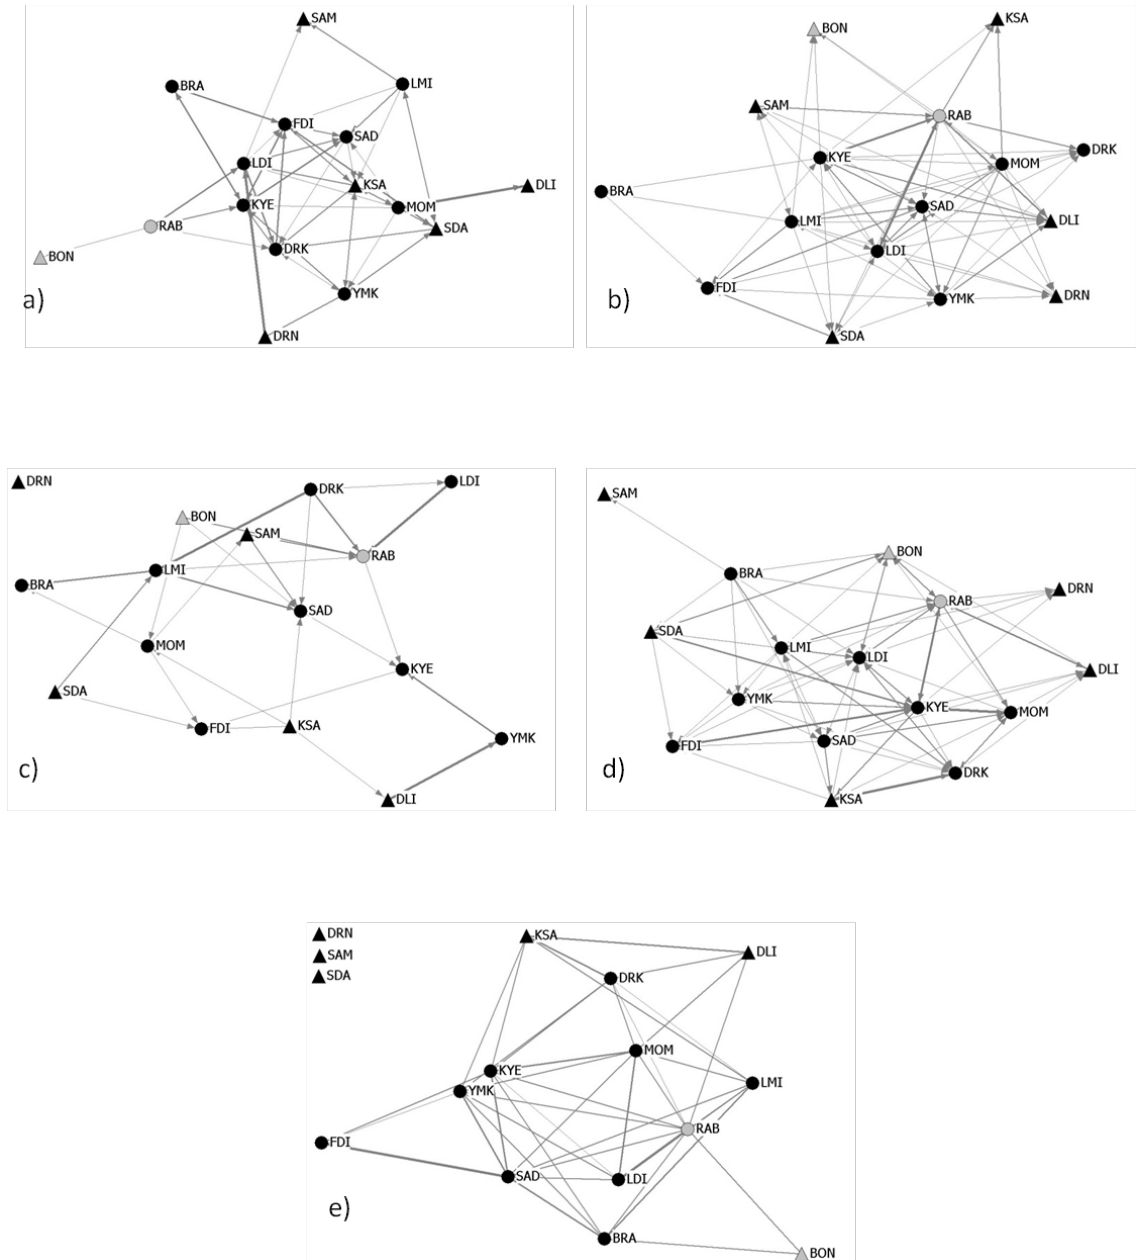 SAM
BRA
LMI
FDI
SAD
LDI
KSA
DLI
KYE
MOM
RAB
SDA
DRK
BON
YMK
a)
DRN
KSA
BON
SAM
RAB
DRK
KYE
MOM
BRA
SAD
LMI
DLI
LDI
FDI
DRN
YMK
b)
SDA
DRN
LDI
DRK
BON
SAM
RAB
LMI
BRA
SAD
MOM
KYE
SDA
FDI
KSA
YMK
c)
DLI
SAM
BON
BRA
DRN
RAB
SDA
LMI
LDI
DLI
YMK
KYE
MOM
SAD
FDI
d)
DRK
KSA
DRN
KSA
SAM
DLI
SDA
DRK
MOM
KYE
LMI
YMK
RAB
FDI
SAD
LDI
e)
BRA
BON